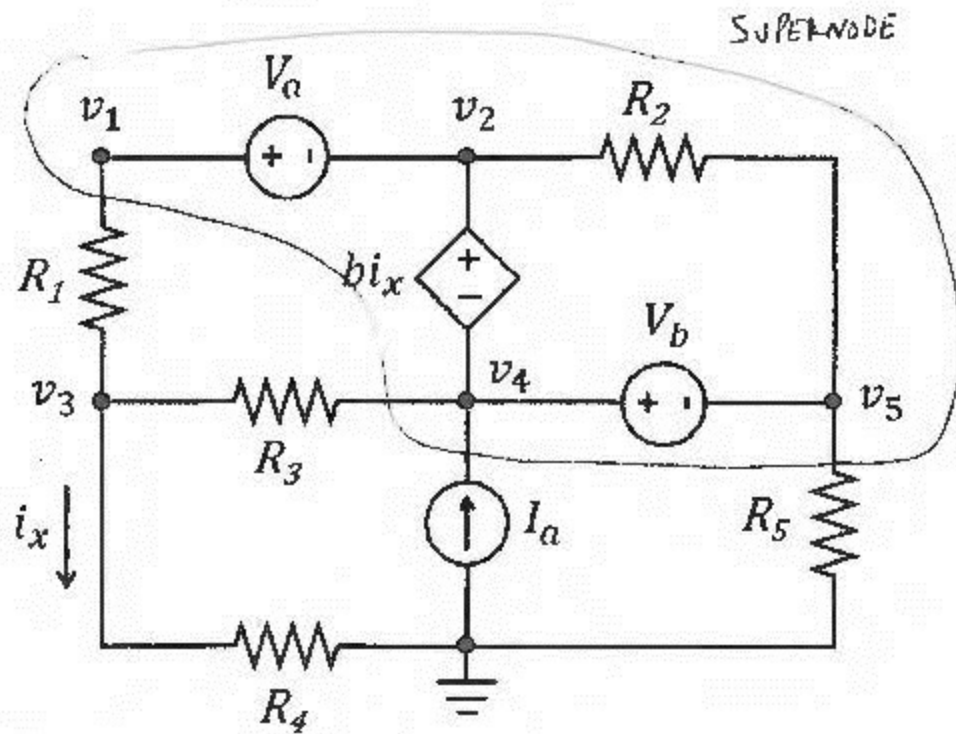 SUPERNODE
V_a
v_1
v_2
R_2
+ -
R_1
bi_x
+
−
V_b
v_3
v_4
+ -
v_5
R_3
i_x
I_a
R_5
R_4